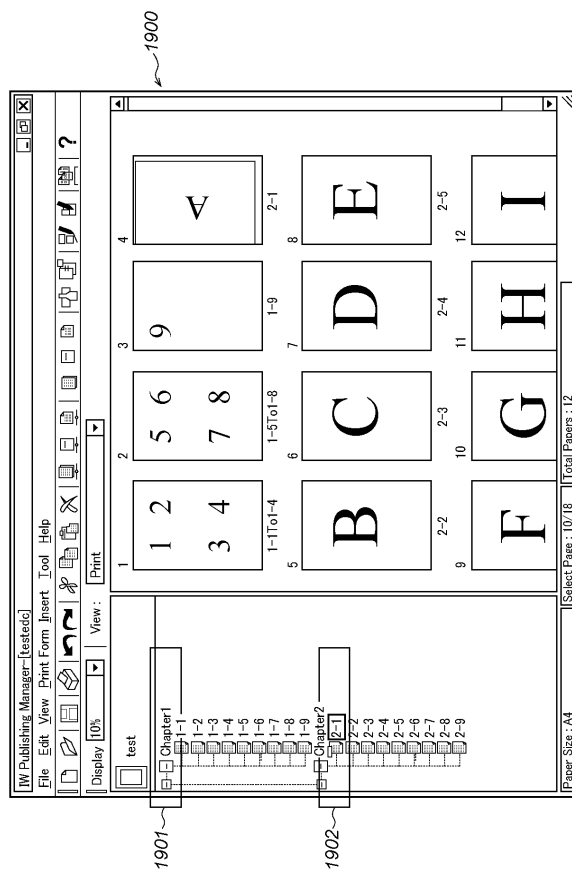 1900
IW Publishing Manager-[testedc]
File Edit View Print Form Insert Tool Help
?
Display 10% View : Print
test
1901
Chapter1
1-1
1-2
1-3
1-4
1-5
1-6
1-7
1-8
1-9
1902
Chapter2
2-1
2-2
2-3
2-4
2-5
2-6
2-7
2-8
2-9
1 2 3 4
1 2 5 6 9 A
3 4 7 8
1-1To1-4 1-5To1-8 1-9 2-1
5 6 7 8
B C D E
2-2 2-3 2-4 2-5
9 10 11 12
F G H I
Paper Size : A4 Select Page : 10/18 Total Papers : 12